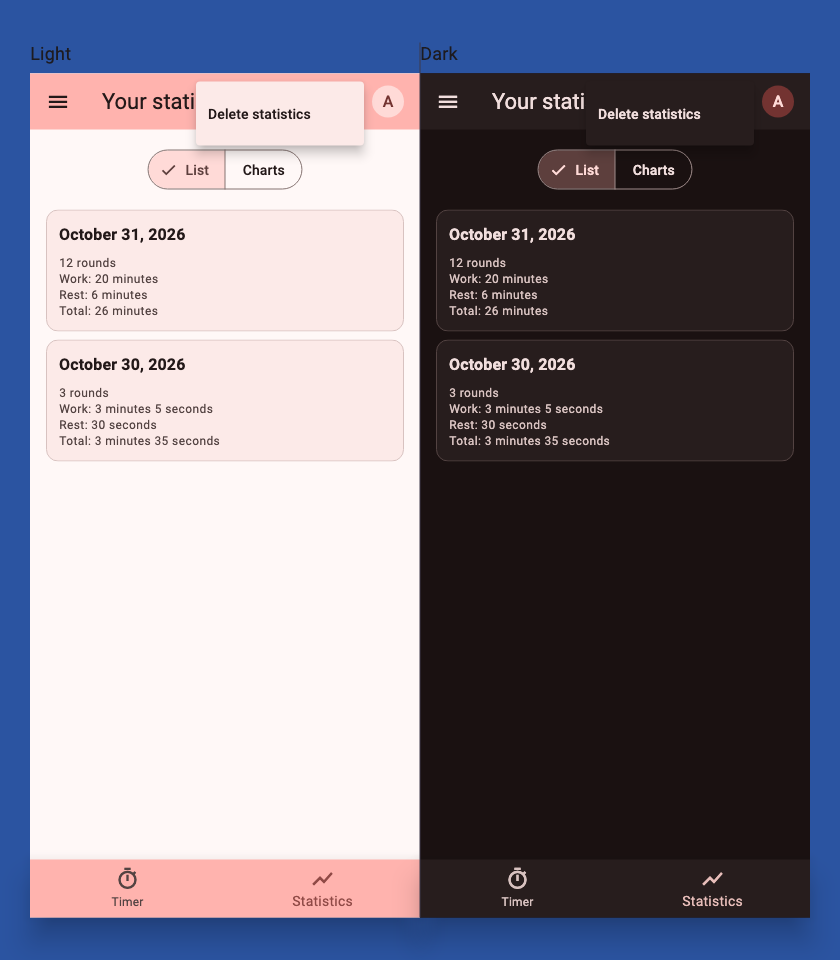 Light
Your stati
Delete statistics
A
List
Charts
October 31, 2026
12 rounds
Work: 20 minutes
Rest: 6 minutes
Total: 26 minutes
October 30, 2026
3 rounds
Work: 3 minutes 5 seconds
Rest: 30 seconds
Total: 3 minutes 35 seconds
Timer
Statistics
Dark
Your stati
Delete statistics
A
List
Charts
October 31, 2026
12 rounds
Work: 20 minutes
Rest: 6 minutes
Total: 26 minutes
October 30, 2026
3 rounds
Work: 3 minutes 5 seconds
Rest: 30 seconds
Total: 3 minutes 35 seconds
Timer
Statistics